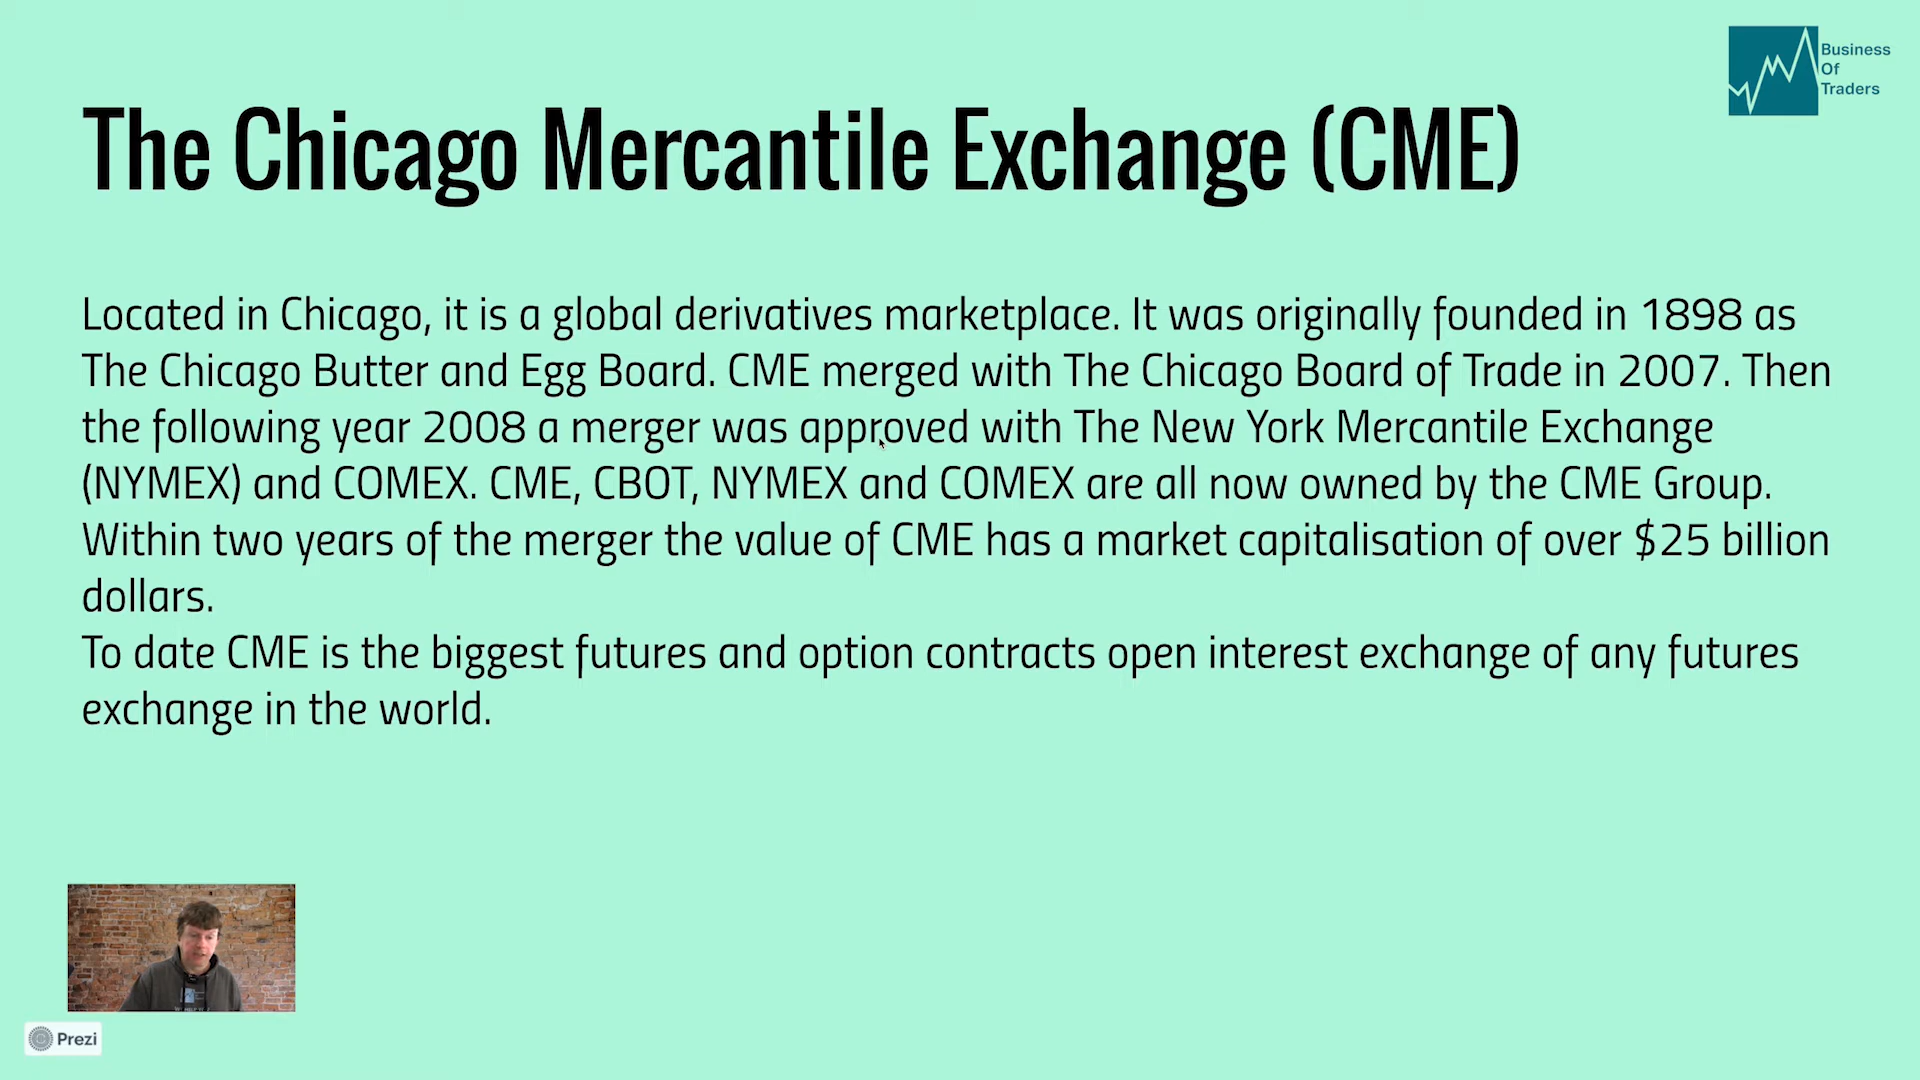 Business
Of
Traders
The Chicago Mercantile Exchange (CME)
Located in Chicago, it is a global derivatives marketplace. It was originally founded in 1898 as
The Chicago Butter and Egg Board. CME merged with The Chicago Board of Trade in 2007. Then
the following year 2008 a merger was approved with The New York Mercantile Exchange
(NYMEX) and COMEX. CME, CBOT, NYMEX and COMEX are all now owned by the CME Group.
Within two years of the merger the value of CME has a market capitalisation of over $25 billion
dollars.
To date CME is the biggest futures and option contracts open interest exchange of any futures
exchange in the world.
Prezi